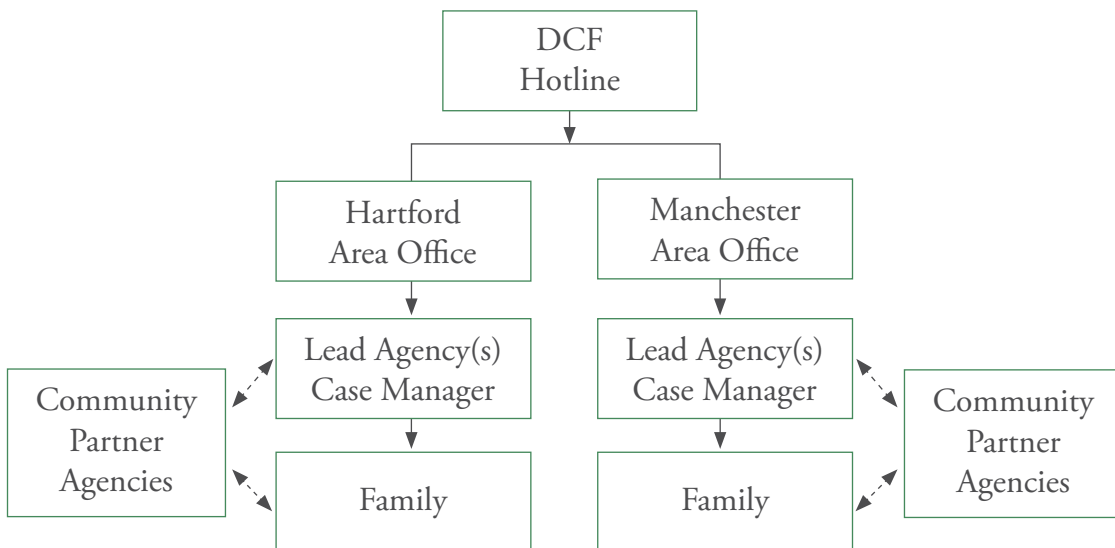 DCF
Hotline
Hartford
Area Office
Manchester
Area Office
Lead Agency(s)
Case Manager
Lead Agency(s)
Case Manager
Community
Partner
Agencies
Community
Partner
Agencies
Family
Family